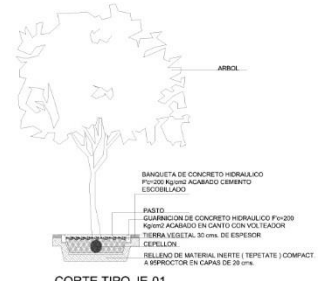 ARBOL
BANQUETA DE CONCRETO HIDRAULICO
F'c=200 Kg/cm2 ACABADO CEMENTO
ESCOBILLADO
PASTO
GUARNICION DE CONCRETO HIDRAULICO F'c=200
Kg/cm2 ACABADO EN CANTO CON VOLTEADOR
TIERRA VEGETAL 30 cms. DE ESPESOR
CEPELLON
RELLENO DE MATERIAL INERTE ( TEPETATE ) COMPACT.
A 95PROCTOR EN CAPAS DE 20 cms.
CORTE TIPO JE-01